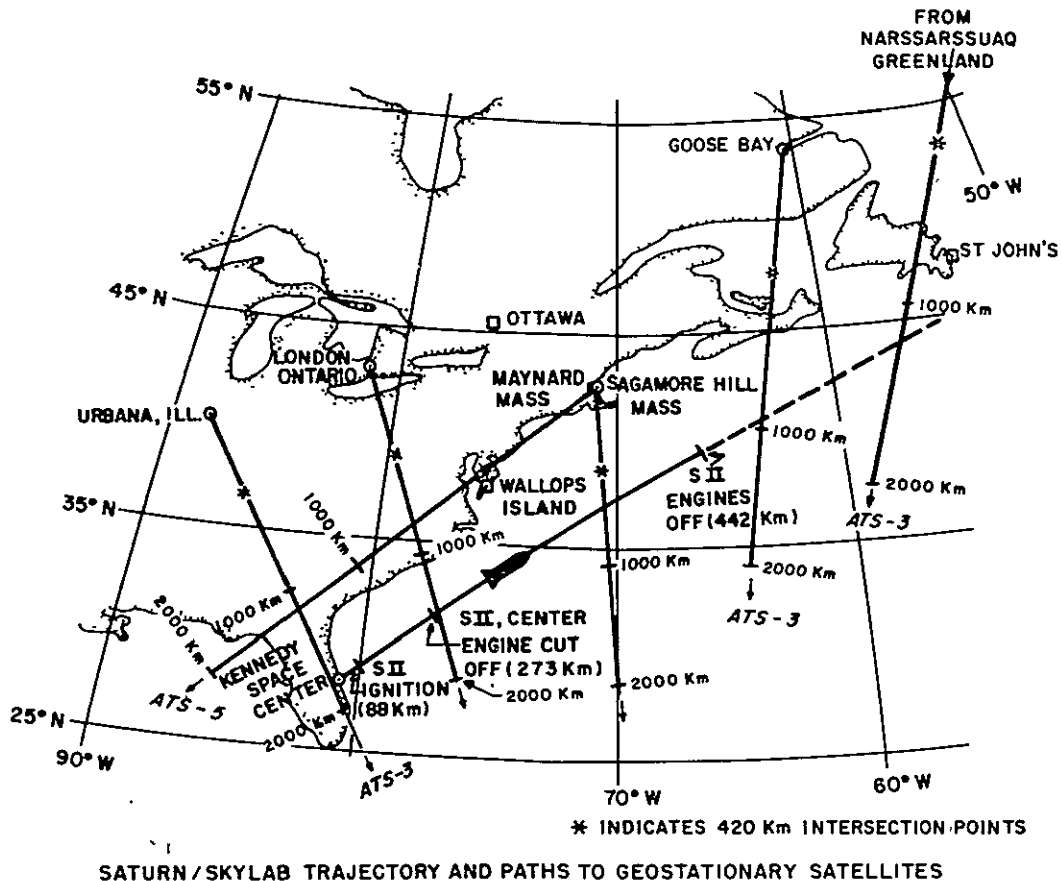 FROM
NARSSARSSUAQ
GREENLAND
55° N
GOOSE BAY
50° W
ST JOHN'S
45° N
1000 Km
OTTAWA
LONDON
ONTARIO
MAYNARD
MASS
SAGAMORE HILL
MASS
URBANA, ILL.
1000 Km
S II
ENGINES
OFF (442 Km)
2000 Km
ATS-3
WALLOPS
ISLAND
35° N
1000 Km
1000 Km
1000 Km
2000 Km
ATS-3
1000 Km
2000 Km
SII, CENTER
ENGINE CUT
OFF (273 Km)
KENNEDY
SPACE
CENTER
SII
IGNITION
(88 Km)
2000 Km
2000 Km
ATS-5
25° N
2000 Km
90° W
ATS-3
70° W
60° W
* INDICATES 420 Km INTERSECTION POINTS
SATURN/SKYLAB TRAJECTORY AND PATHS TO GEOSTATIONARY SATELLITES